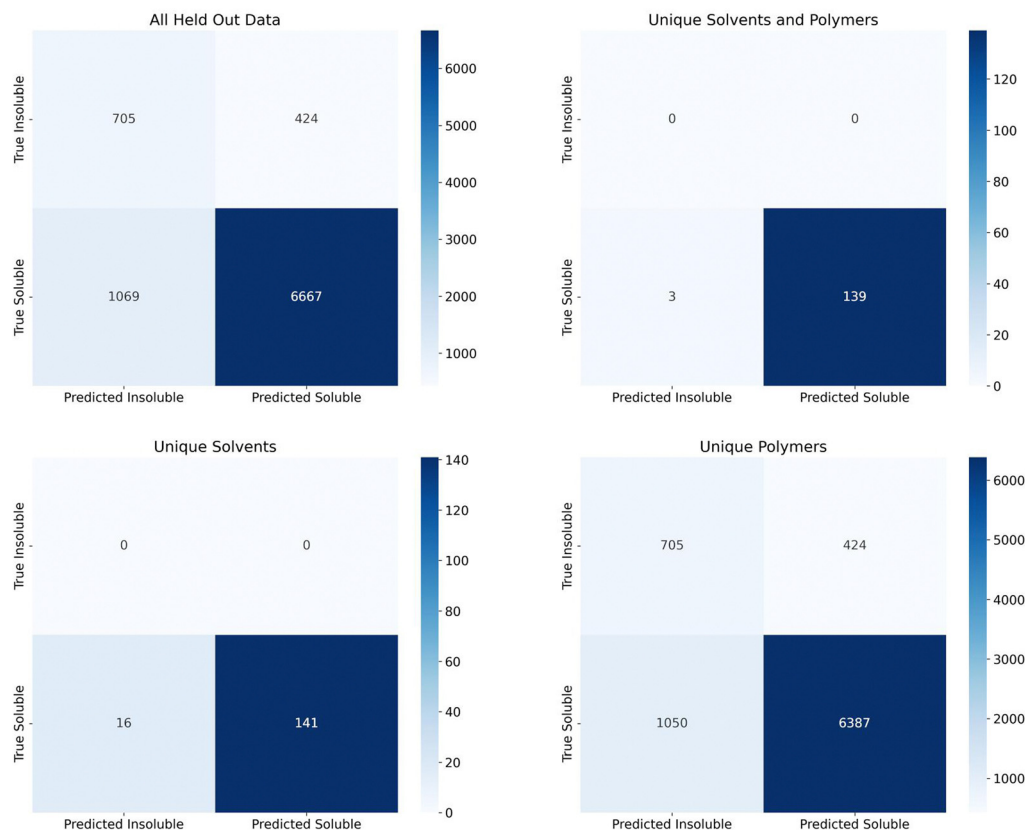 All Held Out Data
True Insoluble
True Soluble
705
424
1069
6667
Predicted Insoluble
Predicted Soluble
6000
5000
4000
3000
2000
1000
Unique Solvents and Polymers
True Insoluble
True Soluble
0
0
3
139
Predicted Insoluble
Predicted Soluble
120
100
80
60
40
20
0
Unique Solvents
True Insoluble
True Soluble
0
0
16
141
Predicted Insoluble
Predicted Soluble
140
120
100
80
60
40
20
0
Unique Polymers
True Insoluble
True Soluble
705
424
1050
6387
Predicted Insoluble
Predicted Soluble
6000
5000
4000
3000
2000
1000